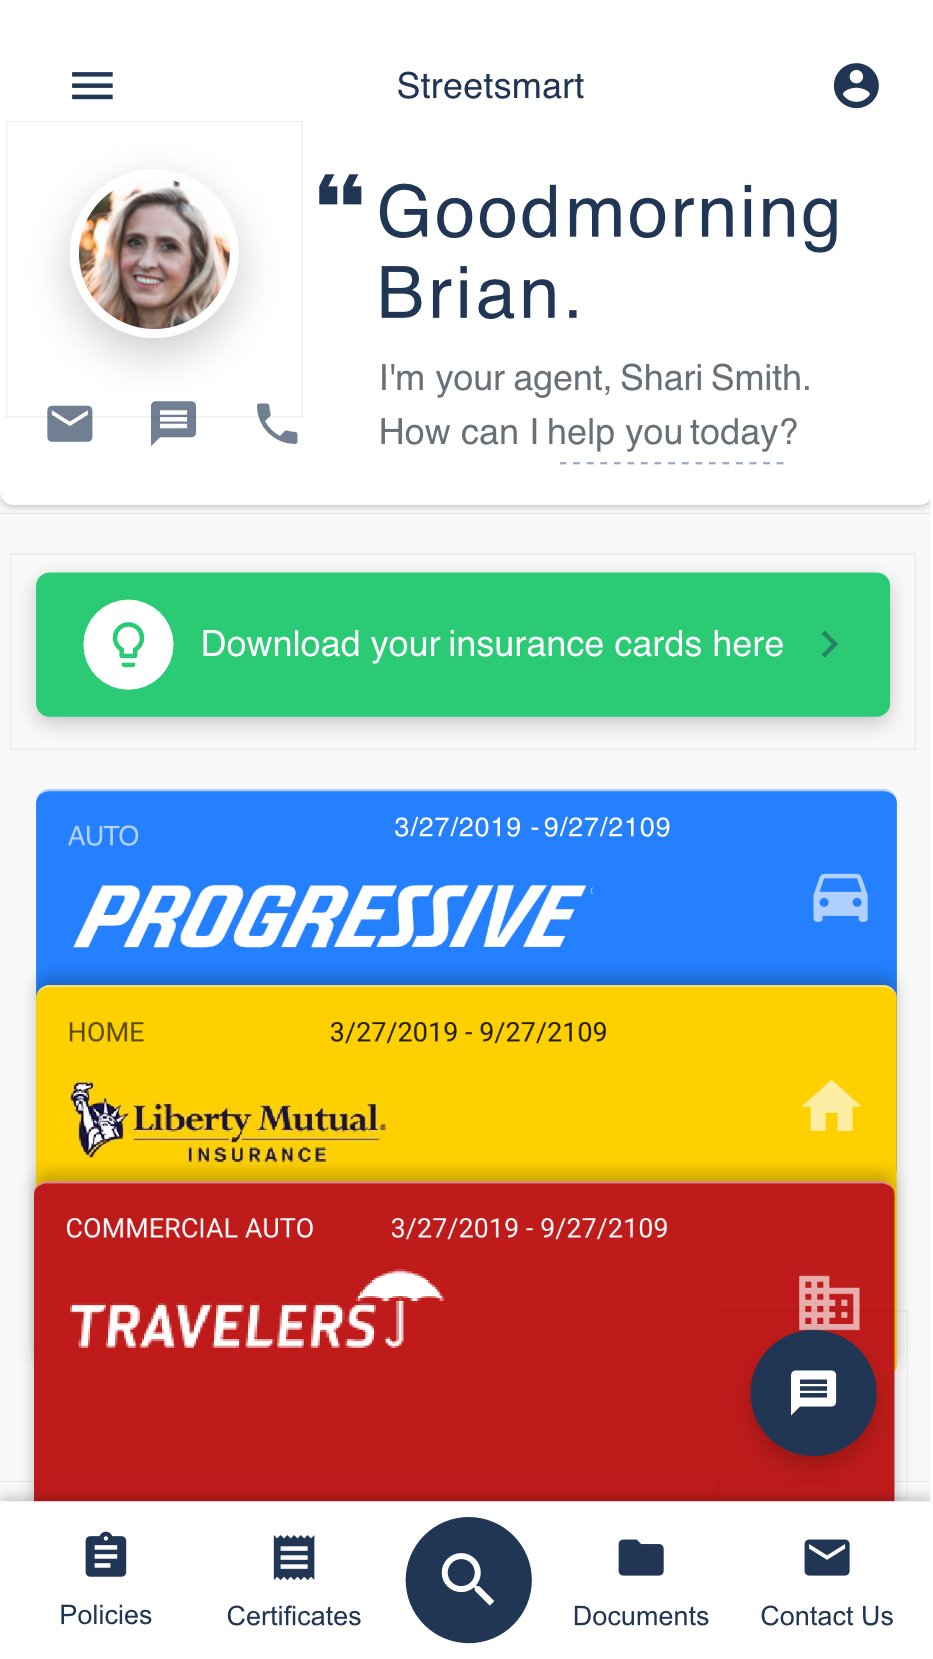 Streetsmart
❝ Goodmorning
Brian.
I'm your agent, Shari Smith.
How can I help you today?
Download your insurance cards here
AUTO 3/27/2019 - 9/27/2109
PROGRESSIVE
HOME 3/27/2019 - 9/27/2109
Liberty Mutual®
INSURANCE
COMMERCIAL AUTO 3/27/2019 - 9/27/2109
TRAVELERS
Policies Certificates Documents Contact Us